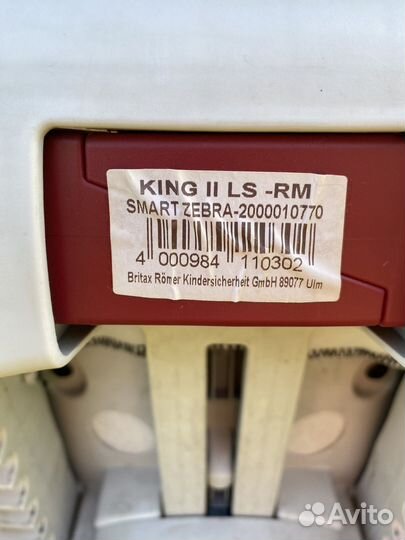 KING II LS -RM
SMART ZEBRA-2000010770
4 000984 110302
Britax Römer Kindersicherheit GmbH 89077 Ulm
Avito